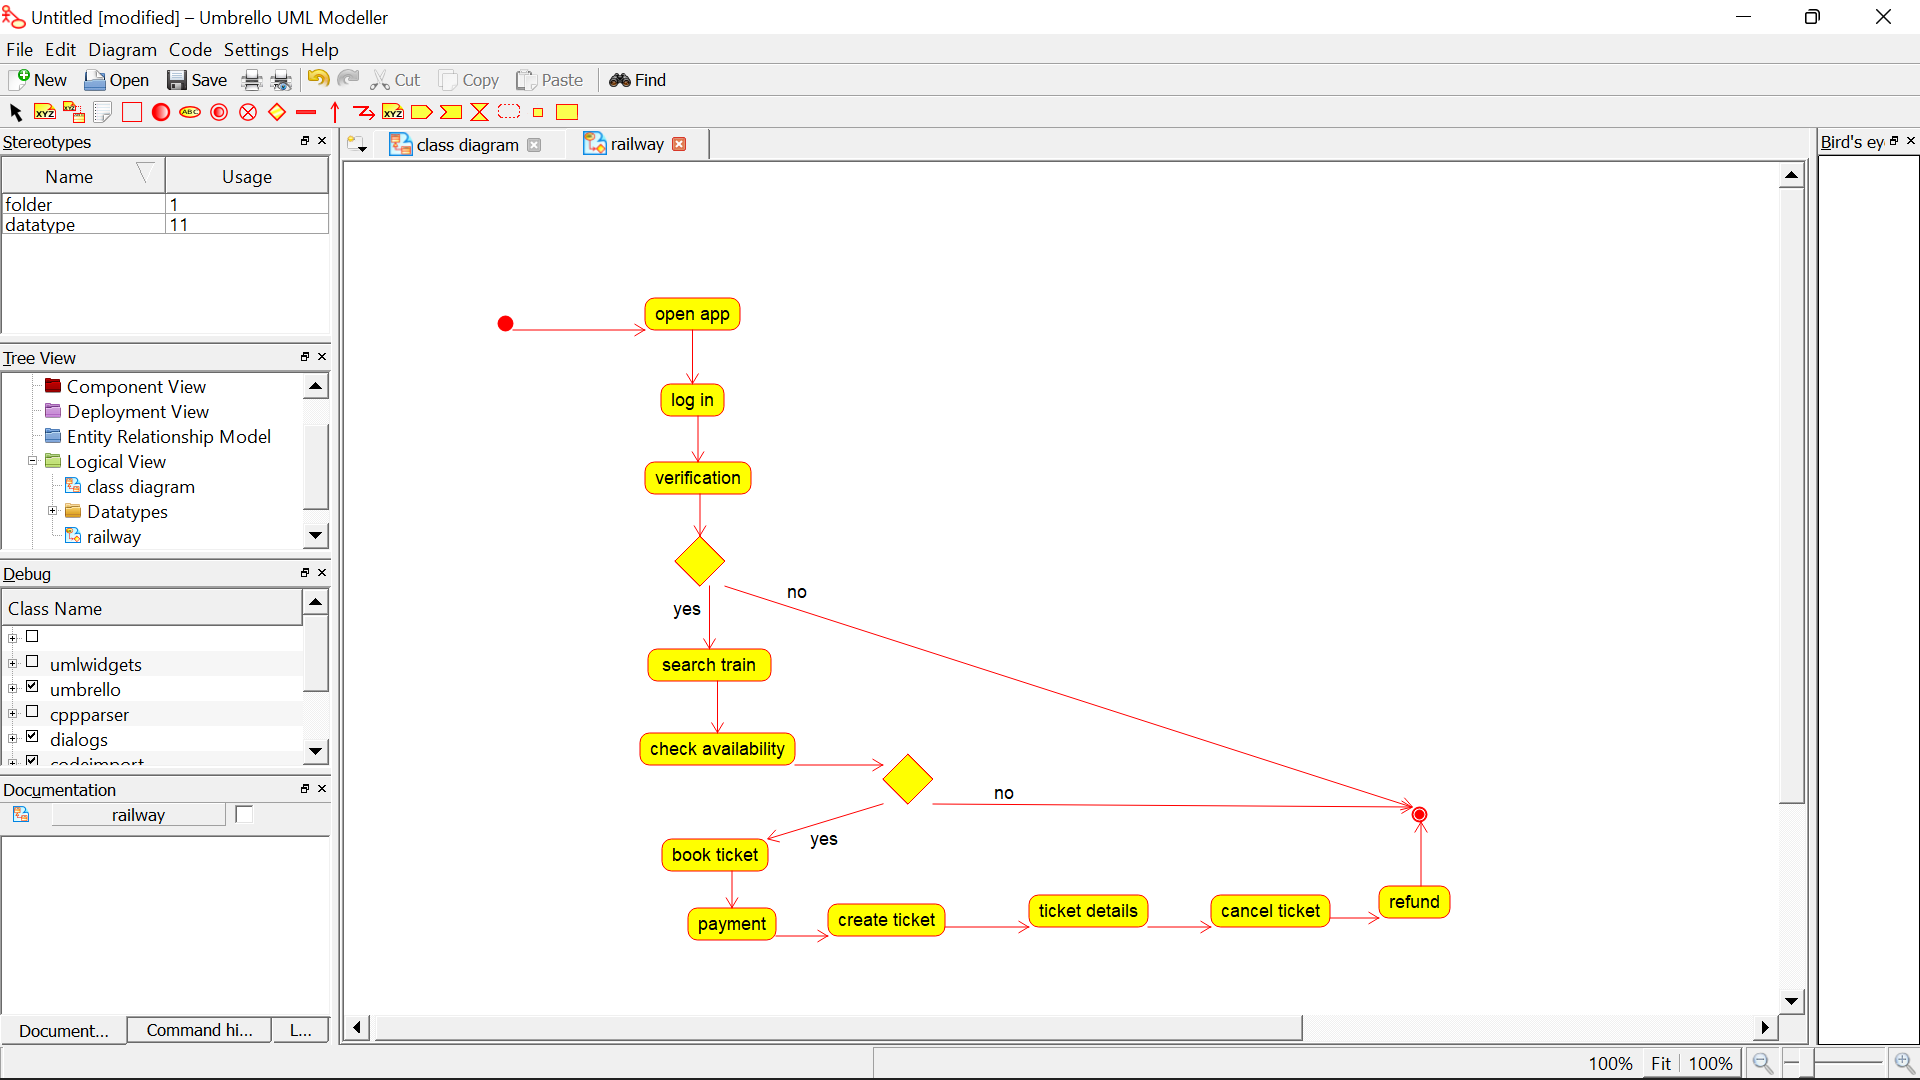 Untitled [modified] – Umbrello UML Modeller
File Edit Diagram Code Settings Help
New Open Save Cut Copy Paste Find
XYZ XYZ ABC XYZ
Stereotypes
Name Usage
folder 1
datatype 11
Tree View
Component View
Deployment View
Entity Relationship Model
Logical View
class diagram
Datatypes
railway
Debug
Class Name
umlwidgets
umbrello
cppparser
dialogs
codeimport
Documentation
railway
Document... Command hi... L...
class diagram railway
open app
log in
verification
no
yes
search train
check availability
no
yes
book ticket
payment create ticket ticket details cancel ticket refund
Bird's ey
100% Fit 100%